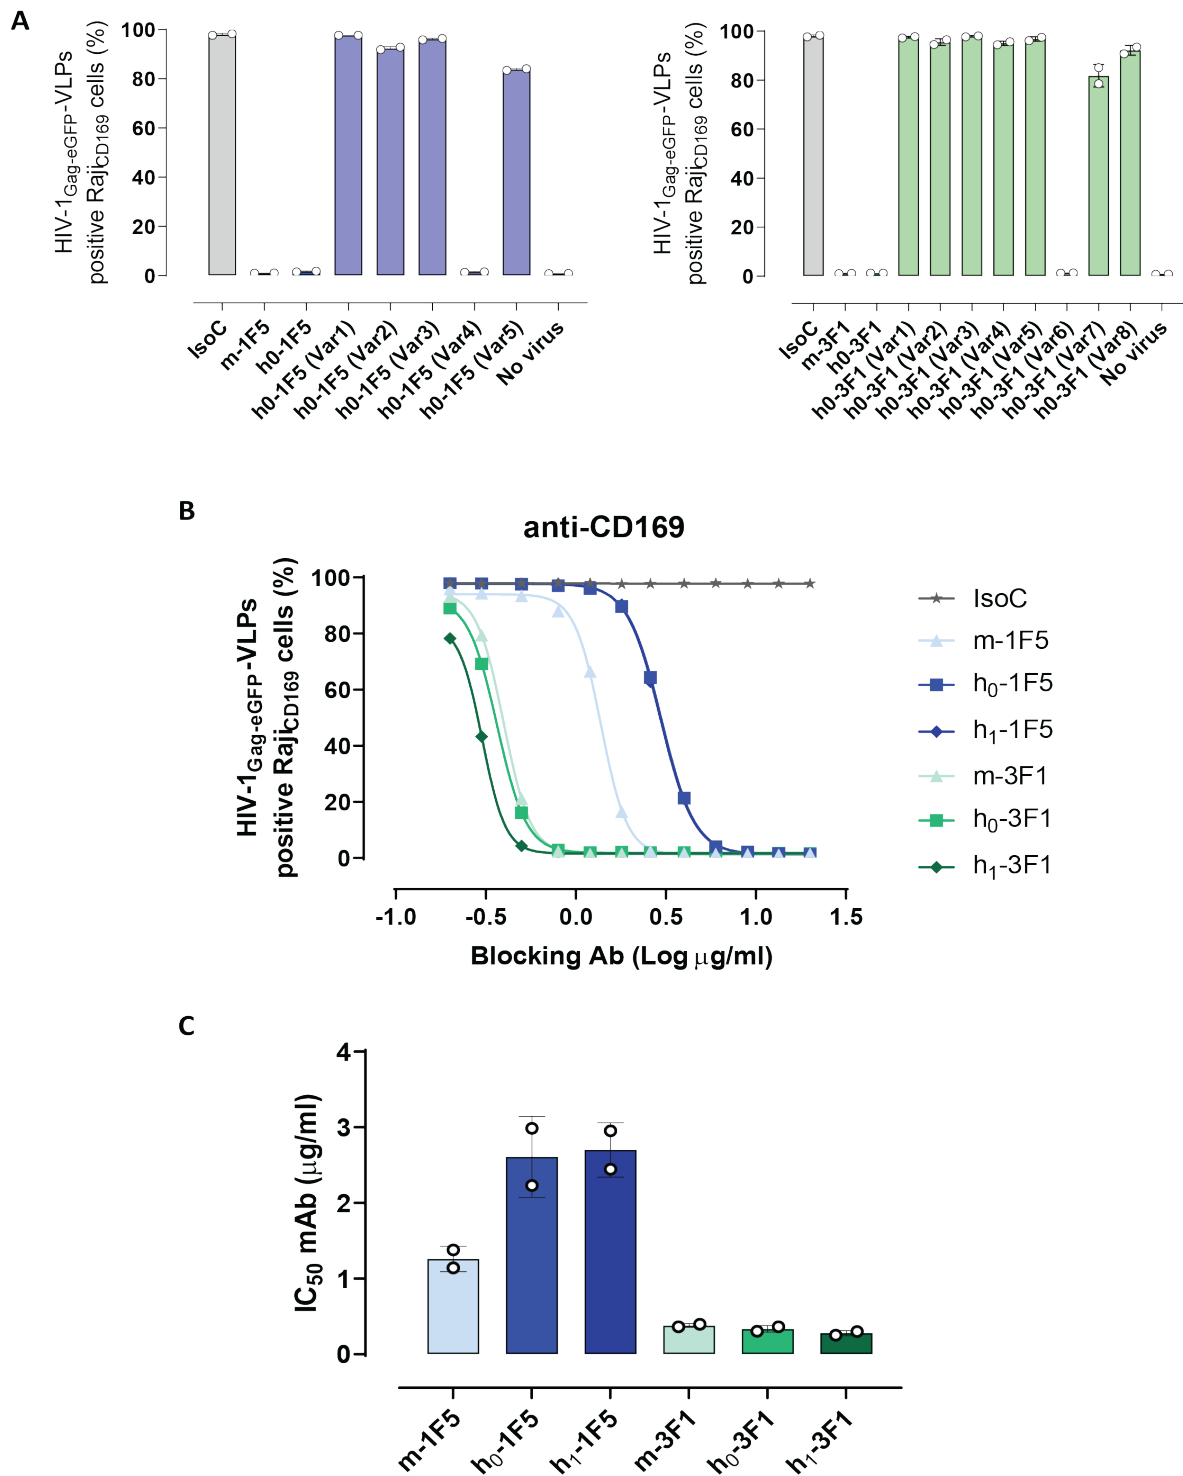 A
HIV-1Gag-eGFP-VLPs
positive RajiCD169 cells (%)
100
80
60
40
20
0
IsoC
m-1F5
h0-1F5
h0-1F5 (Var1)
h0-1F5 (Var2)
h0-1F5 (Var3)
h0-1F5 (Var4)
h0-1F5 (Var5)
No virus
HIV-1Gag-eGFP-VLPs
positive RajiCD169 cells (%)
100
80
60
40
20
0
IsoC
m-3F1
h0-3F1
h0-3F1 (Var1)
h0-3F1 (Var2)
h0-3F1 (Var3)
h0-3F1 (Var4)
h0-3F1 (Var5)
h0-3F1 (Var6)
h0-3F1 (Var7)
h0-3F1 (Var8)
No virus
B
anti-CD169
HIV-1Gag-eGFP-VLPs
positive RajiCD169 cells (%)
100
80
60
40
20
0
-1.0 -0.5 0.0 0.5 1.0 1.5
Blocking Ab (Log μg/ml)
IsoC
m-1F5
h0-1F5
h1-1F5
m-3F1
h0-3F1
h1-3F1
C
IC50 mAb (μg/ml)
4
3
2
1
0
m-1F5
h0-1F5
h1-1F5
m-3F1
h0-3F1
h1-3F1